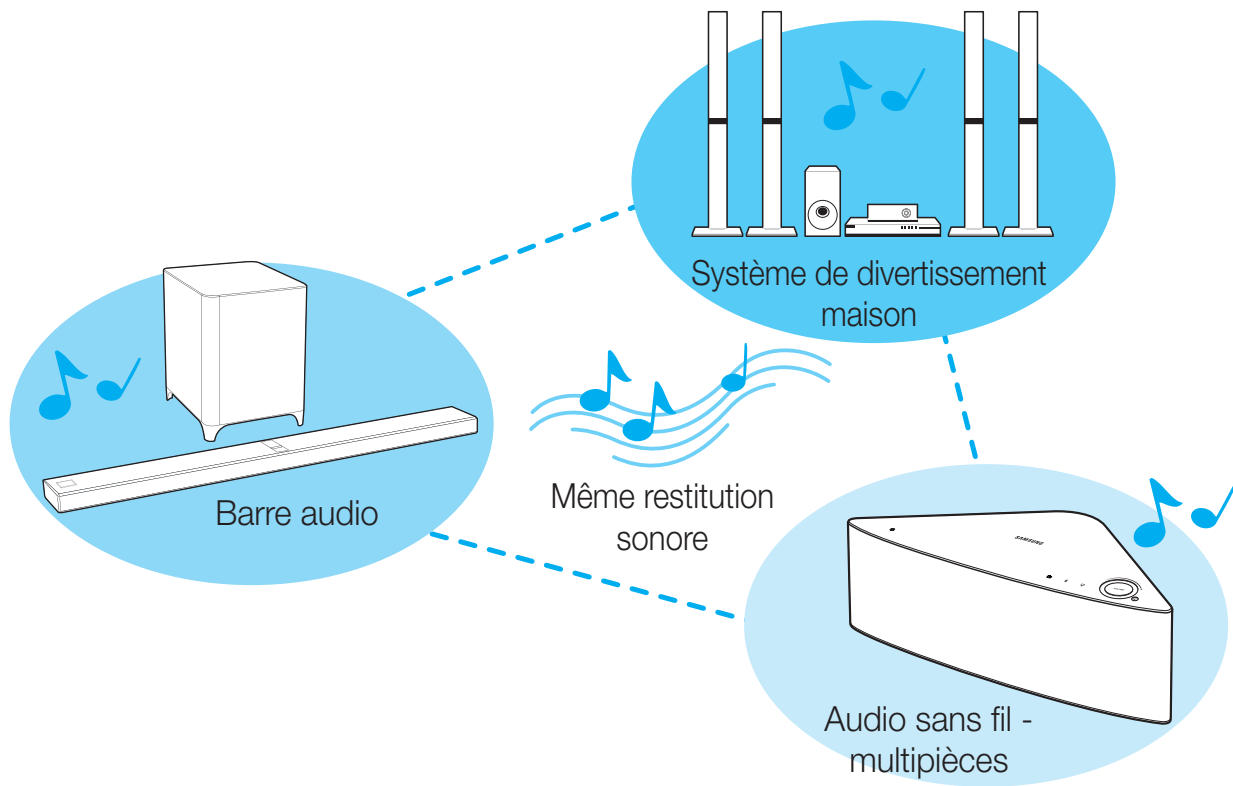 Système de divertissement
maison
Barre audio
Même restitution
sonore
SAMSUNG
Audio sans fil -
multipièces